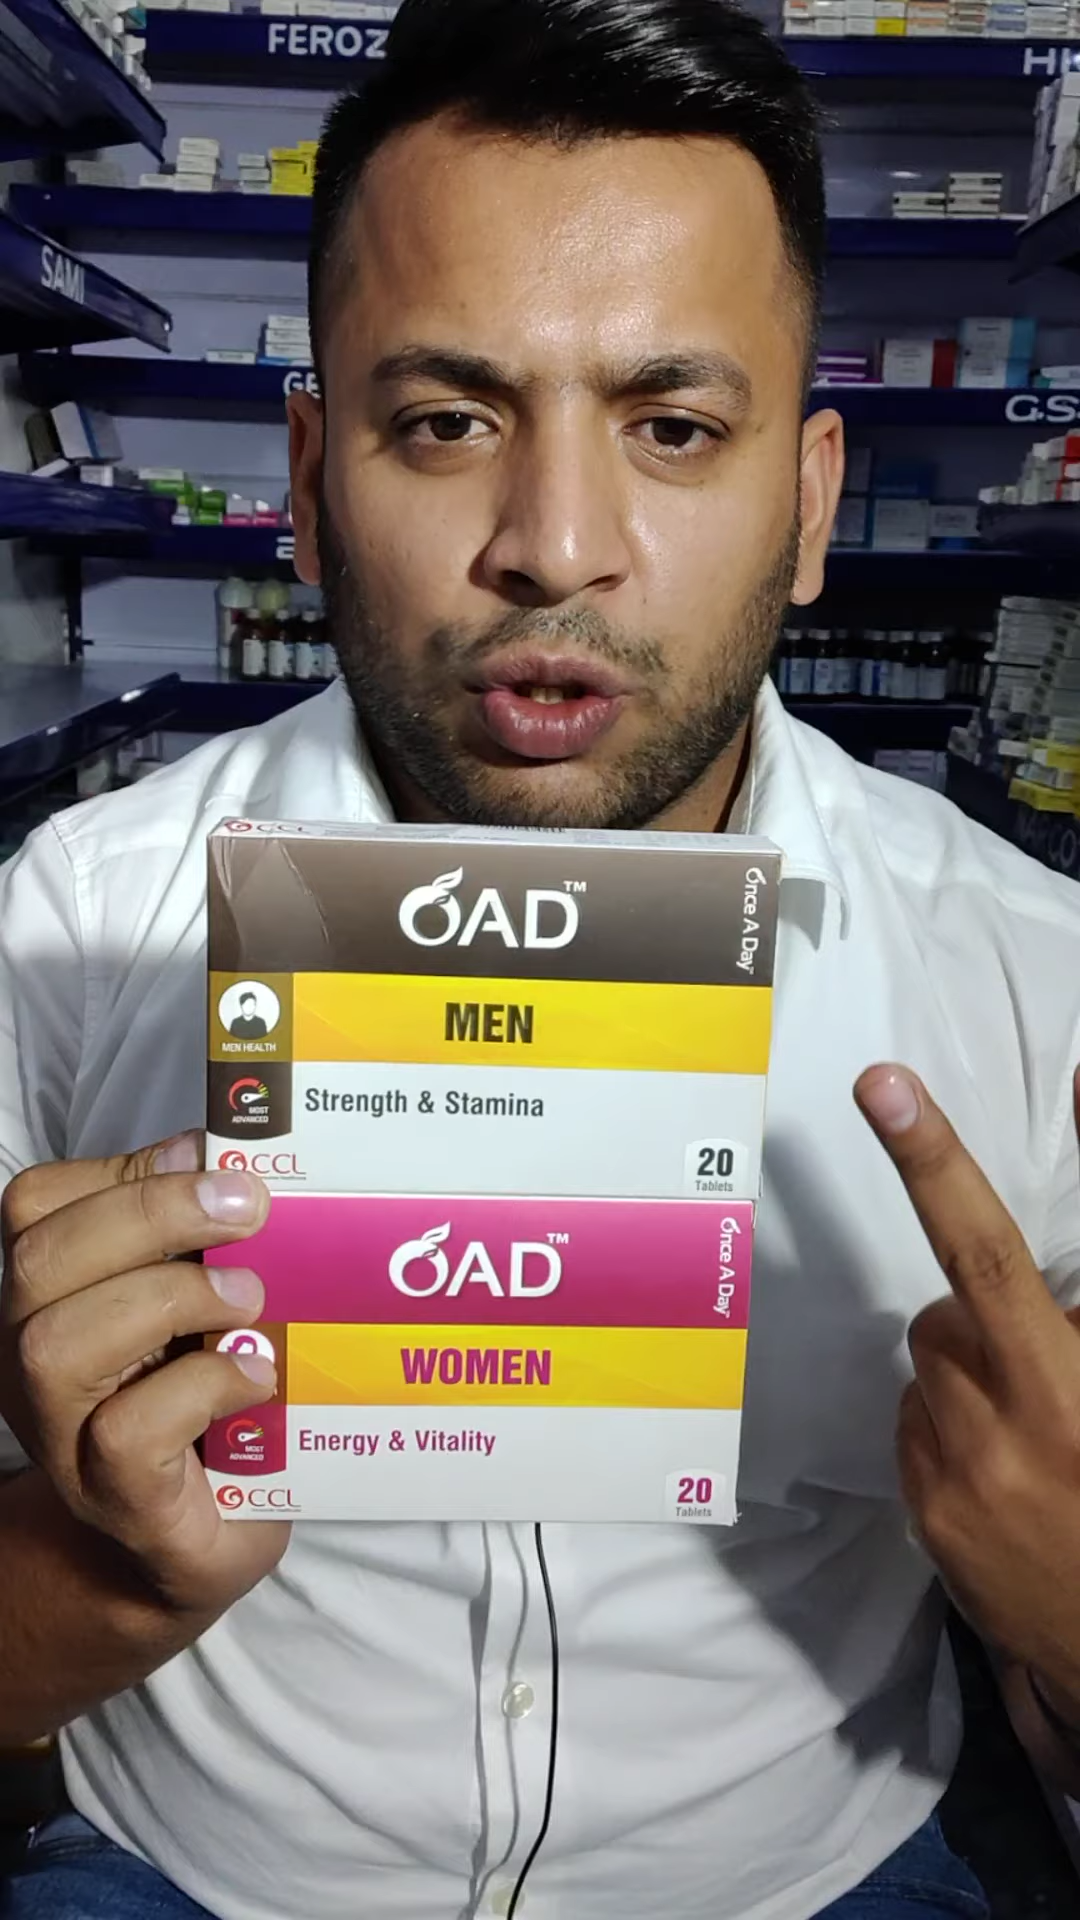 FEROZ
SAMI
CCL
OAD™
Once A Day
MEN
MEN HEALTH
Strength & Stamina
MOST
ADVANCED
CCL
20
Tablets
OAD™
Once A Day
WOMEN
Energy & Vitality
MOST
ADVANCED
CCL
20
Tablets